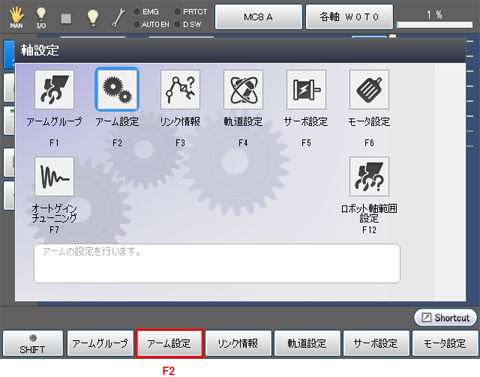 MAN
I/O
EMG
PRTCT
AUTO EN
D SW
MC8 A
各軸 W0T0
1 %
軸設定
アームグループ
アーム設定
リンク情報
軌道設定
サーボ設定
モータ設定
F1
F2
F3
F4
F5
F6
オートゲイン
チューニング
F7
ロボット軸範囲
設定
F12
アームの設定を行います。
Shortcut
SHIFT
アームグループ
アーム設定
リンク情報
軌道設定
サーボ設定
モータ設定
F2